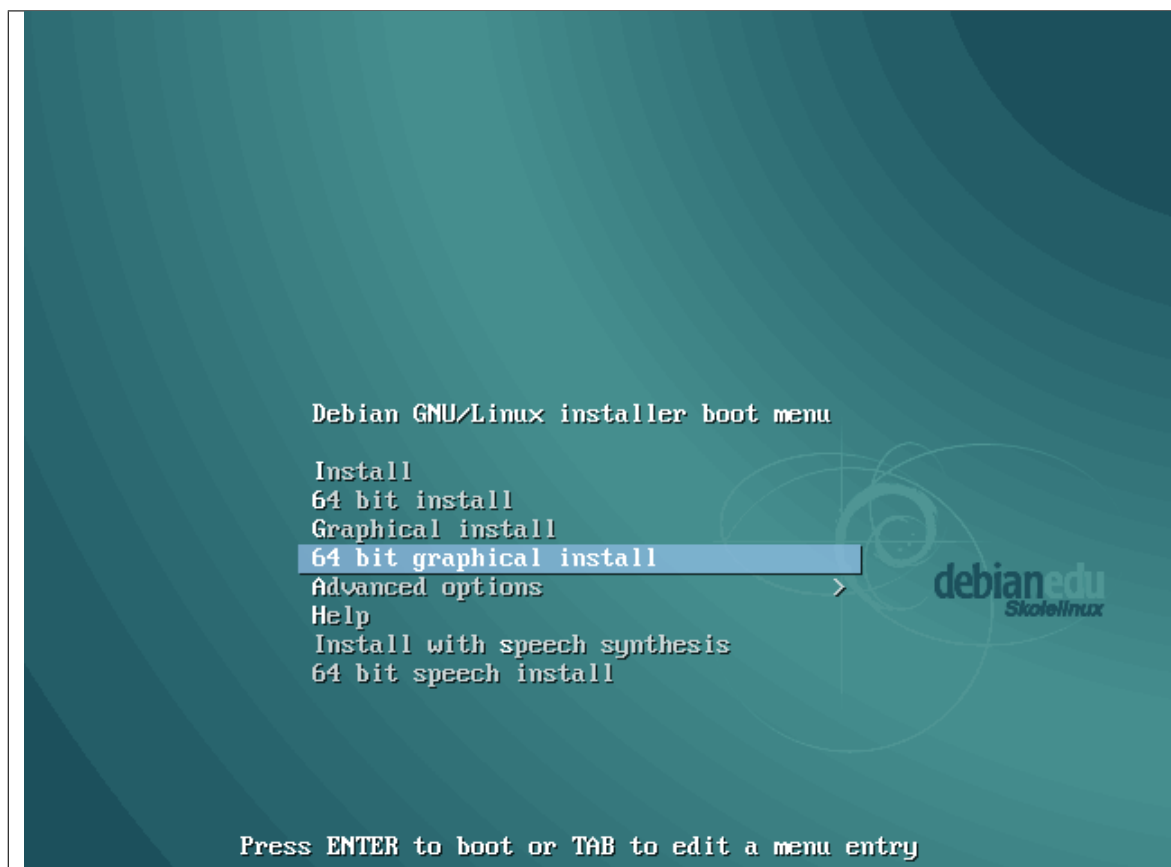 Debian GNU/Linux installer boot menu
Install
64 bit install
Graphical install
64 bit graphical install
Advanced options >
Help
Install with speech synthesis
64 bit speech install
debianedu
Skolelinux
Press ENTER to boot or TAB to edit a menu entry